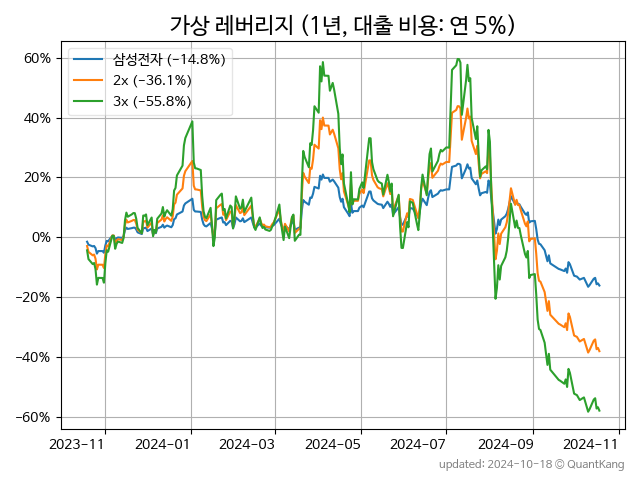 가상 레버리지 (1년, 대출 비용: 연 5%)
삼성전자 (−14.8%)
2x (−36.1%)
3x (−55.8%)
60%
40%
20%
0%
−20%
−40%
−60%
2023-11 2024-01 2024-03 2024-05 2024-07 2024-09 2024-11
updated: 2024-10-18 © QuantKang